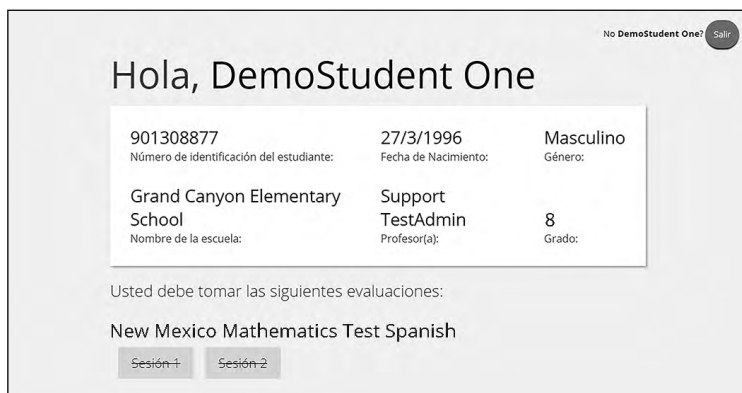 No DemoStudent One? Salir
Hola, DemoStudent One
901308877 27/3/1996 Masculino
Número de identificación del estudiante: Fecha de Nacimiento: Género:
Grand Canyon Elementary
School
Nombre de la escuela:
Support
TestAdmin
Profesor(a):
8
Grado:
Usted debe tomar las siguientes evaluaciones:
New Mexico Mathematics Test Spanish
Sesión 1 Sesión 2